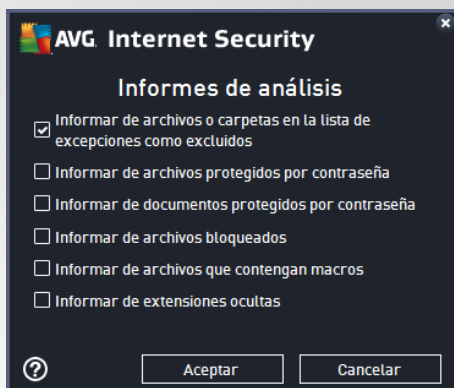 AVG Internet Security
Informes de análisis
Informar de archivos o carpetas en la lista de
excepciones como excluidos
Informar de archivos protegidos por contraseña
Informar de documentos protegidos por contraseña
Informar de archivos bloqueados
Informar de archivos que contengan macros
Informar de extensiones ocultas
? Aceptar Cancelar